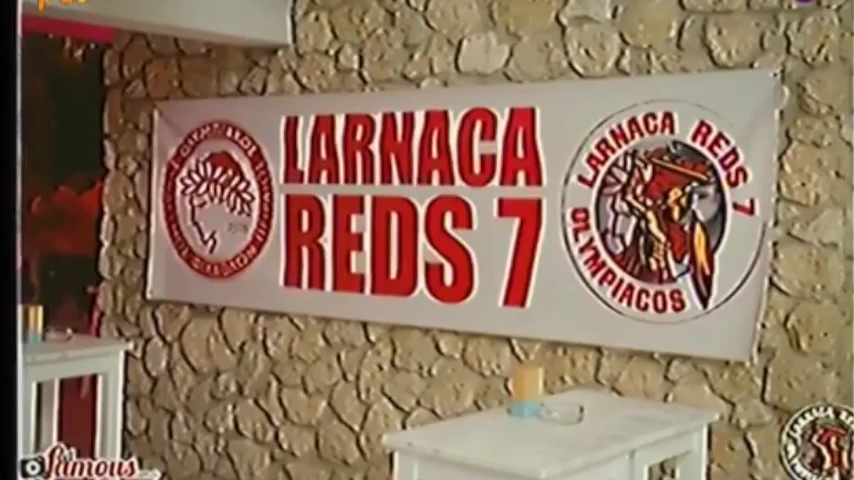 LARNACA
REDS 7
LARNACA REDS 7
OLYMPIACOS
famous